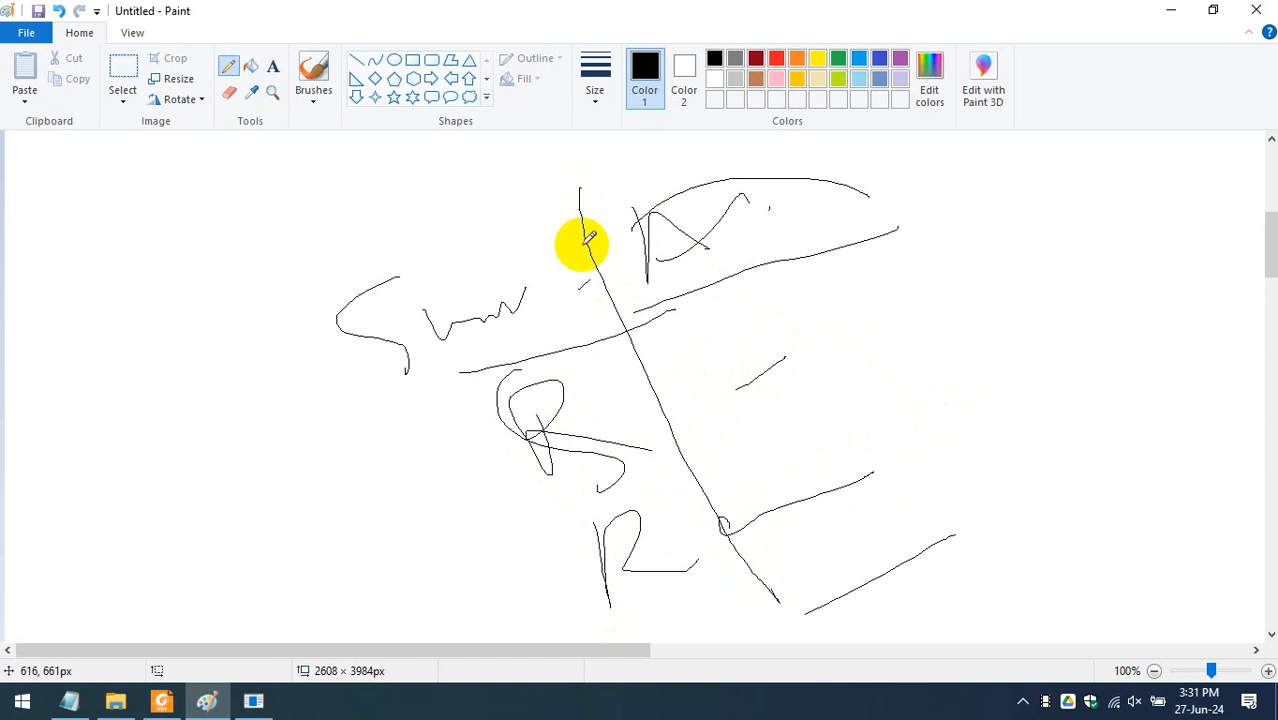 Untitled - Paint
File Home View
Paste Cut Copy Clipboard
Select Crop Resize Rotate Image
A Tools
Brushes
Shapes Outline Fill
Size
Color 1 Color 2 Colors Edit colors Edit with Paint 3D
R
616, 661px 2608 × 3984px 100%
3:31 PM
27-Jun-24